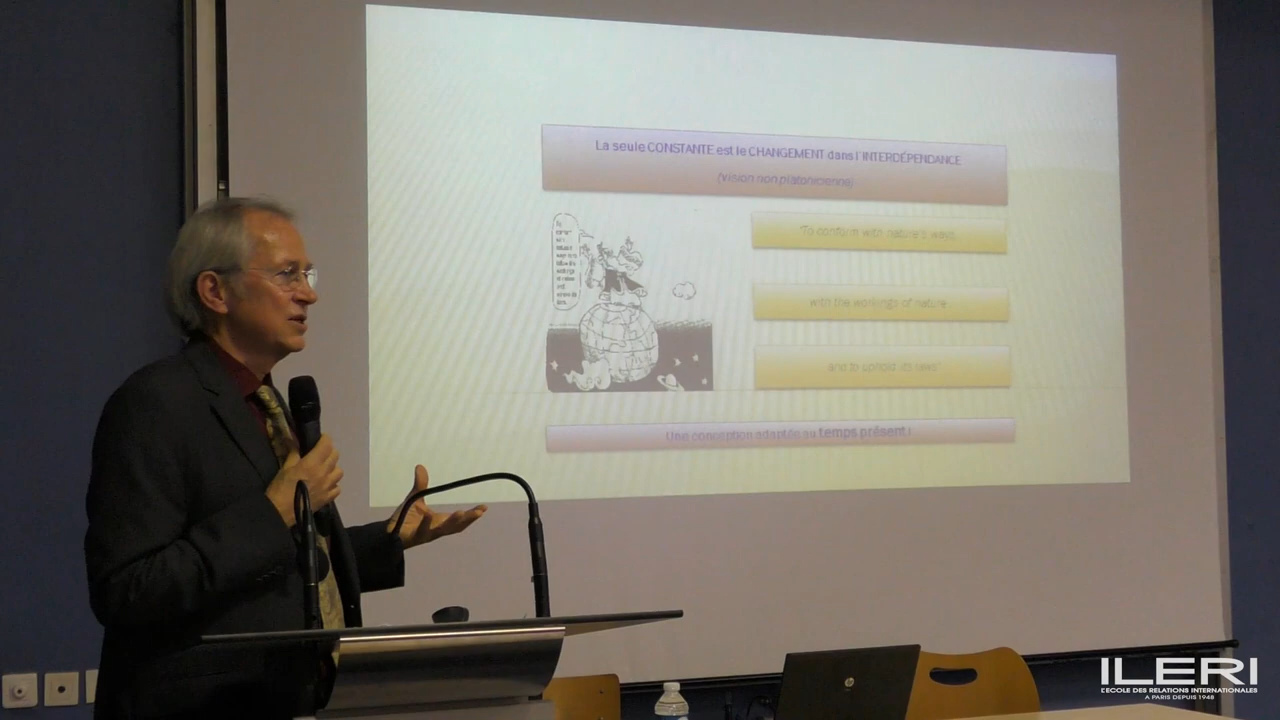 La seule CONSTANTE est le CHANGEMENT dans l'INTERDÉPENDANCE
(Vision non platonicienne)
"To conform with nature's ways,
with the workings of nature
and to uphold its laws"
Une conception adaptée au temps présent !
hp
ILERI
L'ECOLE DES RELATIONS INTERNATIONALES
A PARIS DEPUIS 1948